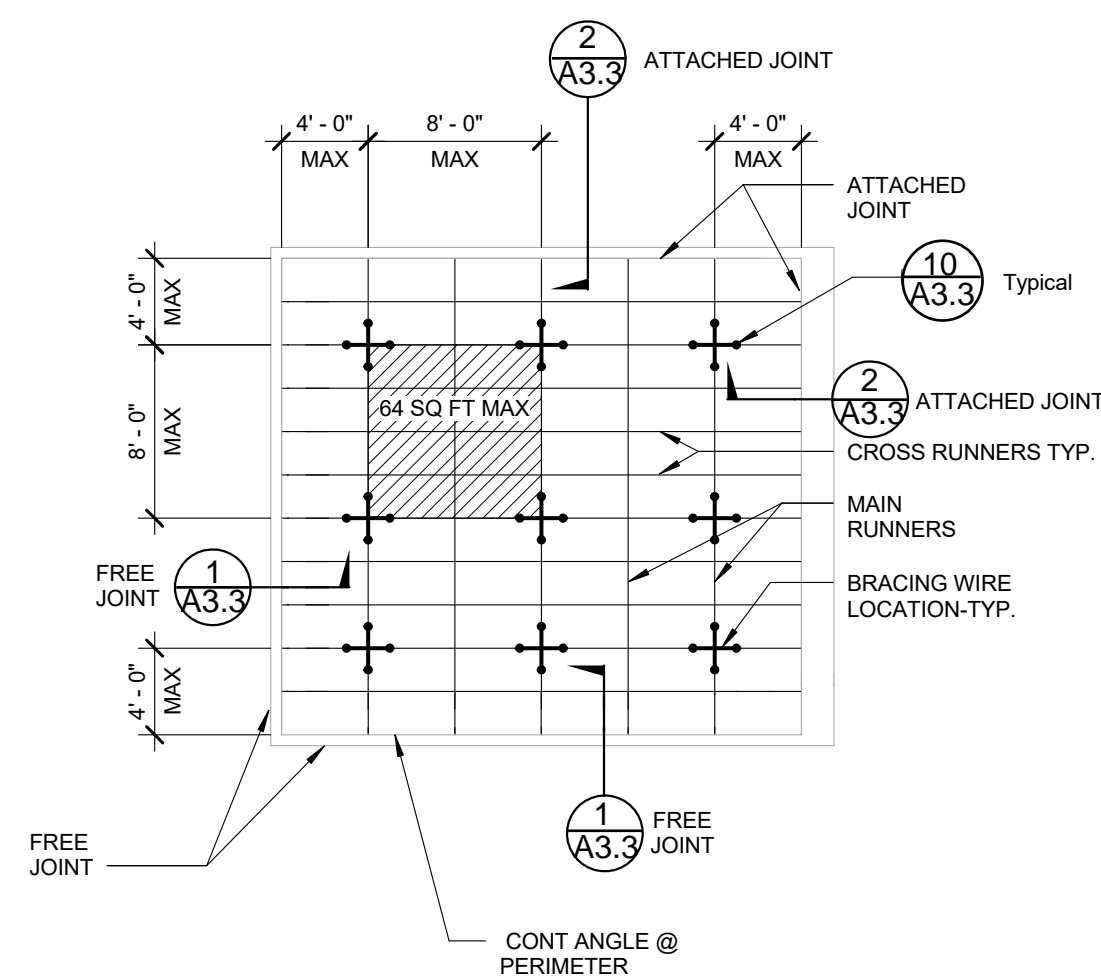 2
A3.3
ATTACHED JOINT
4' - 0"
MAX
8' - 0"
MAX
4' - 0"
MAX
ATTACHED
JOINT
10
A3.3
Typical
4' - 0"
MAX
2
A3.3
ATTACHED JOINT
64 SQ FT MAX
8' - 0"
MAX
CROSS RUNNERS TYP.
MAIN
RUNNERS
FREE
JOINT
1
A3.3
BRACING WIRE
LOCATION-TYP.
4' - 0"
MAX
1
A3.3
FREE
JOINT
FREE
JOINT
CONT ANGLE @
PERIMETER